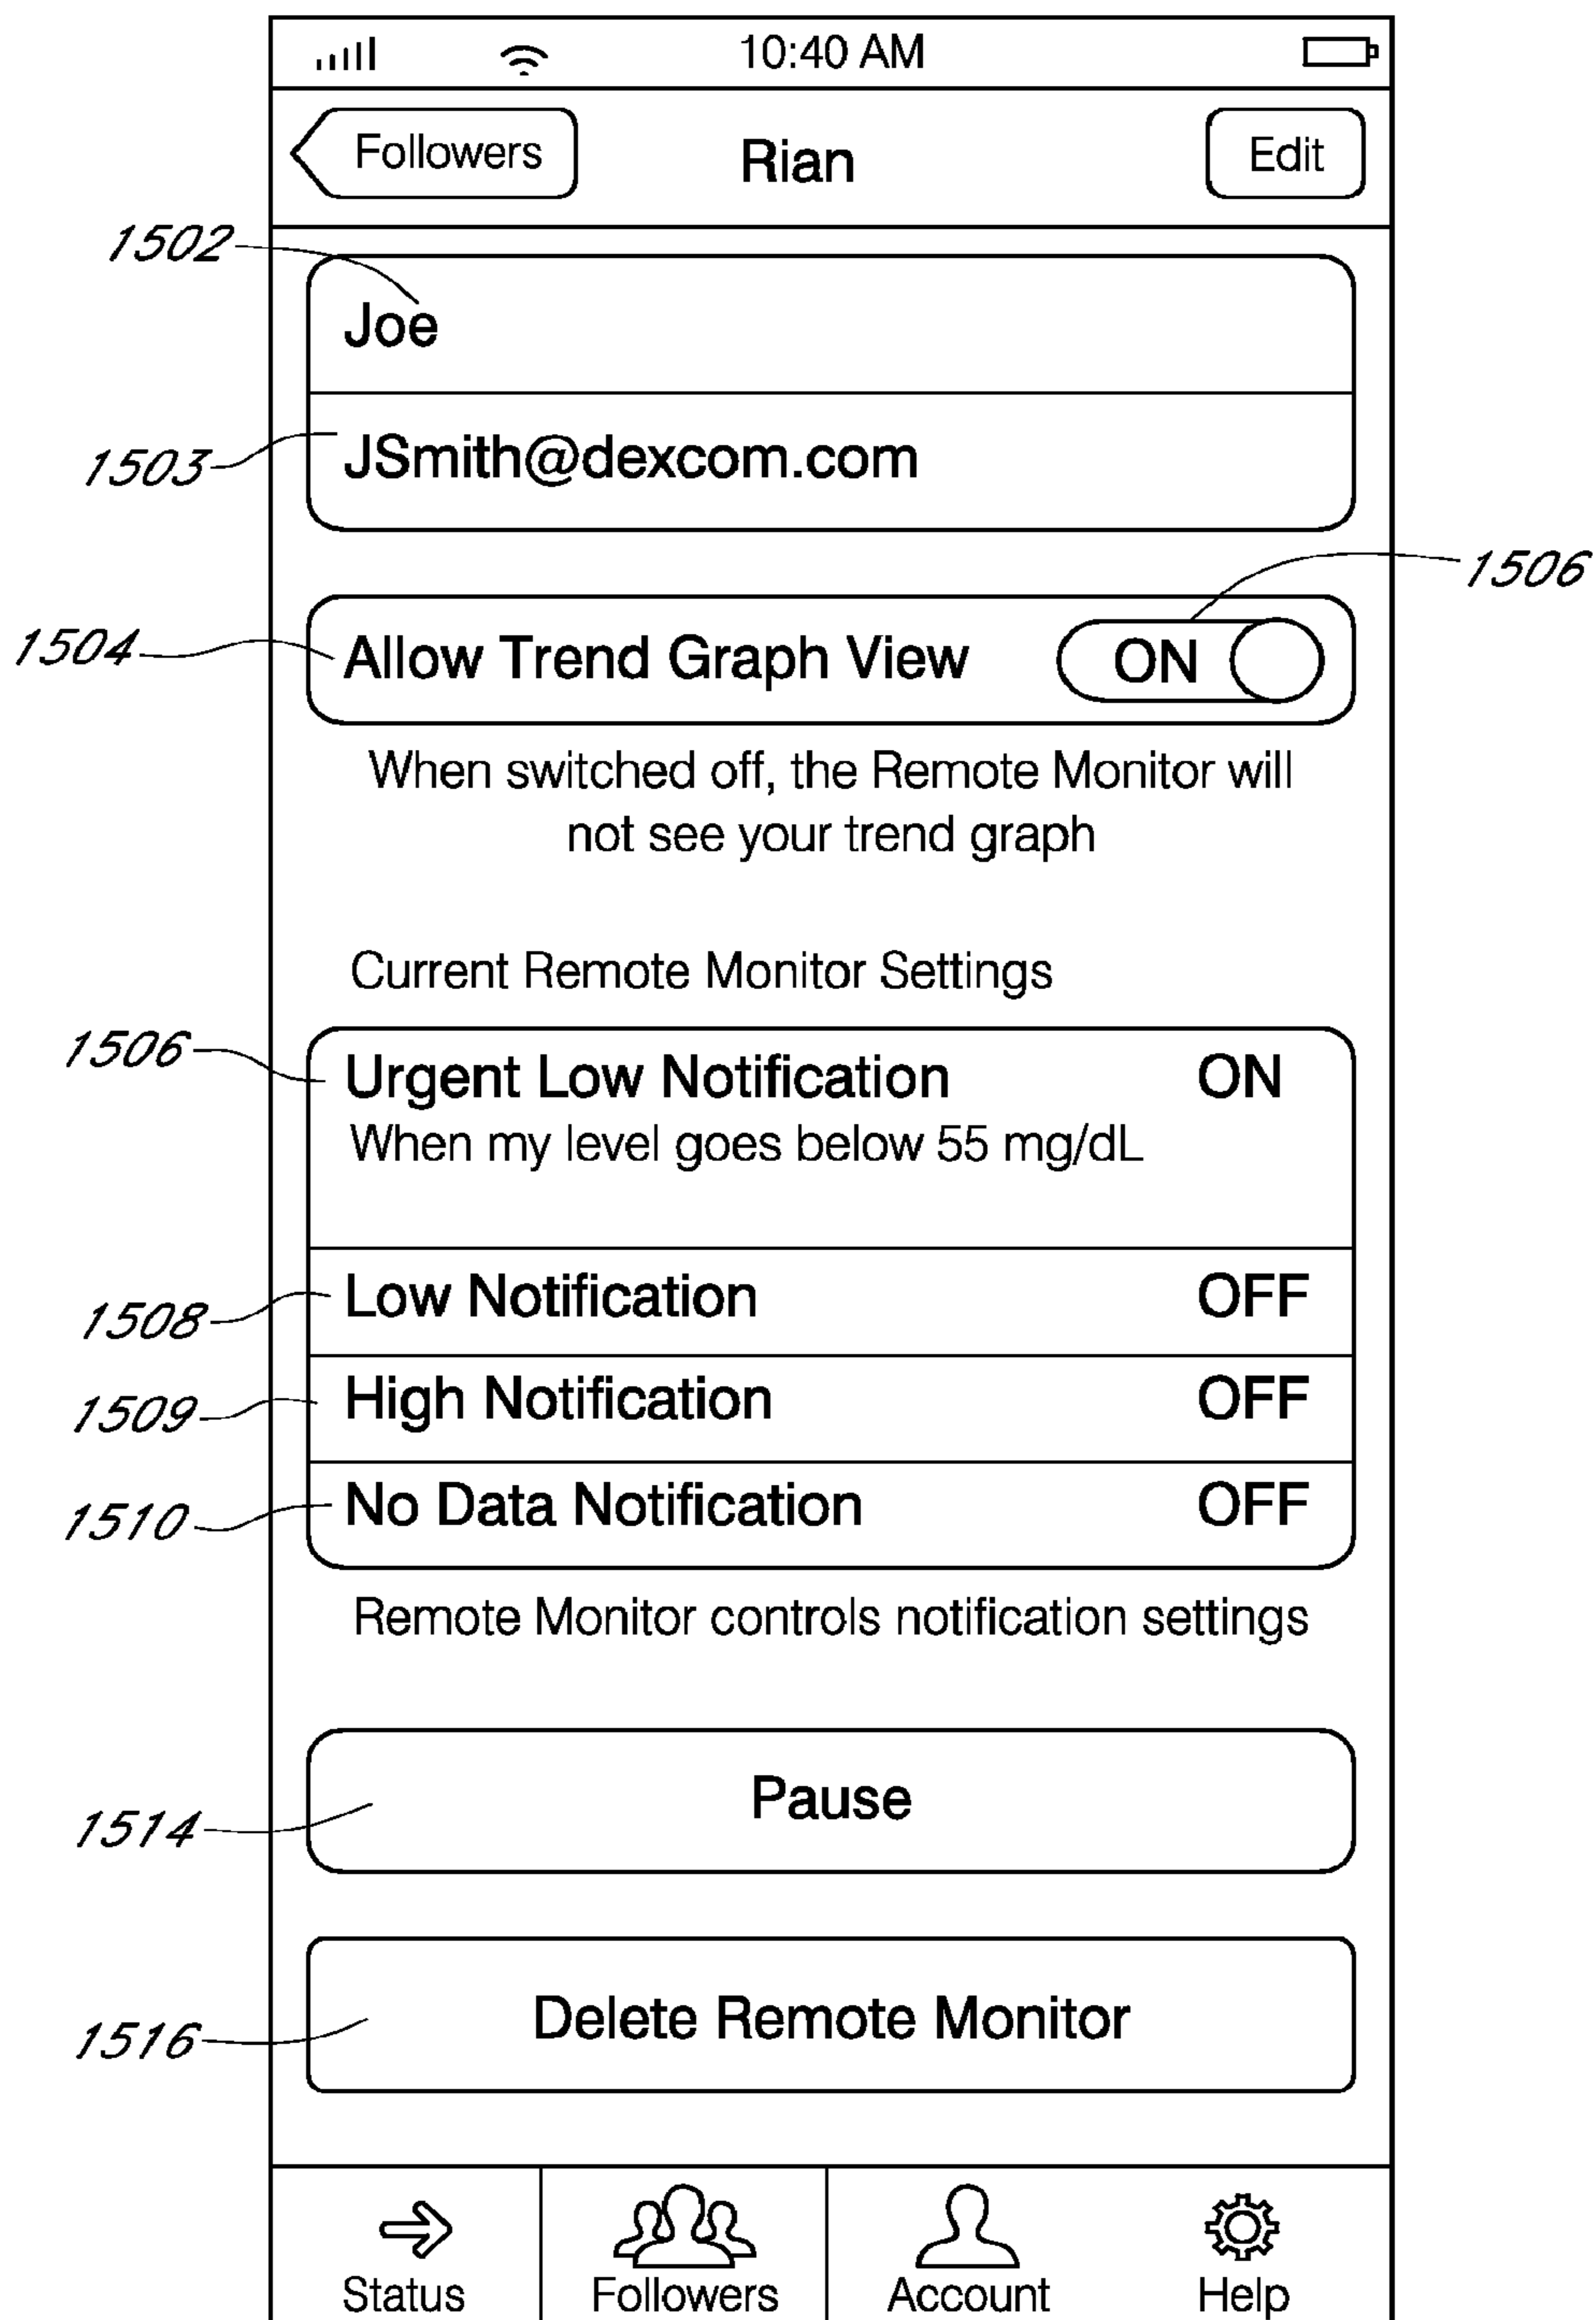 10:40 AM
Followers Rian Edit
1502
Joe
1503 JSmith@dexcom.com
1506
1504 Allow Trend Graph View ON
When switched off, the Remote Monitor will
not see your trend graph
Current Remote Monitor Settings
1506 Urgent Low Notification ON
When my level goes below 55 mg/dL
1508 Low Notification OFF
1509 High Notification OFF
1510 No Data Notification OFF
Remote Monitor controls notification settings
1514 Pause
1516 Delete Remote Monitor
Status Followers Account Help